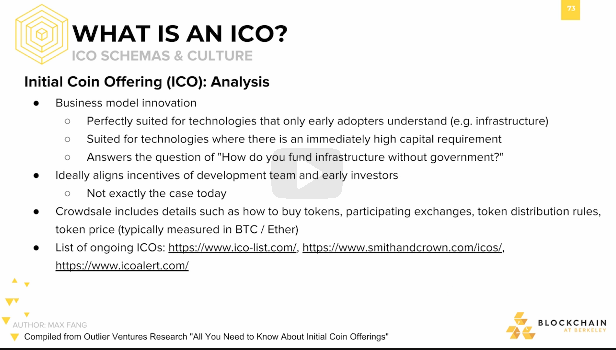 73
WHAT IS AN ICO?
ICO SCHEMAS & CULTURE
Initial Coin Offering (ICO): Analysis
● Business model innovation
○ Perfectly suited for technologies that only early adopters understand (e.g. infrastructure)
○ Suited for technologies where there is an immediately high capital requirement
○ Answers the question of "How do you fund infrastructure without government?"
● Ideally aligns incentives of development team and early investors
○ Not exactly the case today
● Crowdsale includes details such as how to buy tokens, participating exchanges, token distribution rules,
token price (typically measured in BTC / Ether)
● List of ongoing ICOs: https://www.ico-list.com/, https://www.smithandcrown.com/icos/,
https://www.icoalert.com/
AUTHOR: MAX FANG
Compiled from Outlier Ventures Research "All You Need to Know About Initial Coin Offerings"
BLOCKCHAIN
AT BERKELEY